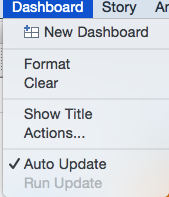 Dashboard Story
New Dashboard
Format
Clear
Show Title
Actions...
Auto Update
Run Update